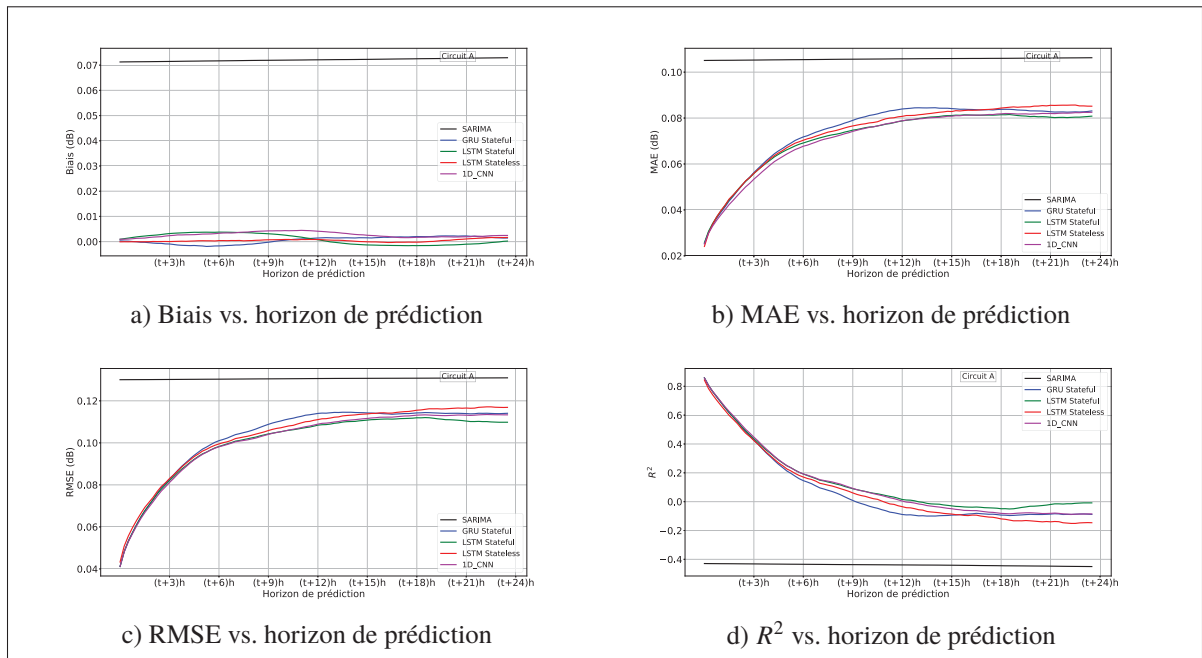 Circuit A
0.07
0.06
0.05
0.04
0.03
0.02
0.01
0.00
Biais (dB)
SARIMA
GRU Stateful
LSTM Stateful
LSTM Stateless
1D_CNN
(t+3)h (t+6)h (t+9)h (t+12)h (t+15)h (t+18)h (t+21)h (t+24)h
Horizon de prédiction
a) Biais vs. horizon de prédiction
Circuit A
0.10
0.08
0.06
0.04
0.02
MAE (dB)
SARIMA
GRU Stateful
LSTM Stateful
LSTM Stateless
1D_CNN
(t+3)h (t+6)h (t+9)h (t+12)h (t+15)h (t+18)h (t+21)h (t+24)h
Horizon de prédiction
b) MAE vs. horizon de prédiction
Circuit A
0.12
0.10
0.08
0.06
0.04
RMSE (dB)
SARIMA
GRU Stateful
LSTM Stateful
LSTM Stateless
1D_CNN
(t+3)h (t+6)h (t+9)h (t+12)h (t+15)h (t+18)h (t+21)h (t+24)h
Horizon de prédiction
c) RMSE vs. horizon de prédiction
Circuit A
0.8
0.6
0.4
0.2
0.0
−0.2
−0.4
R²
SARIMA
GRU Stateful
LSTM Stateful
LSTM Stateless
1D_CNN
(t+3)h (t+6)h (t+9)h (t+12)h (t+15)h (t+18)h (t+21)h (t+24)h
Horizon de prédiction
d) R² vs. horizon de prédiction